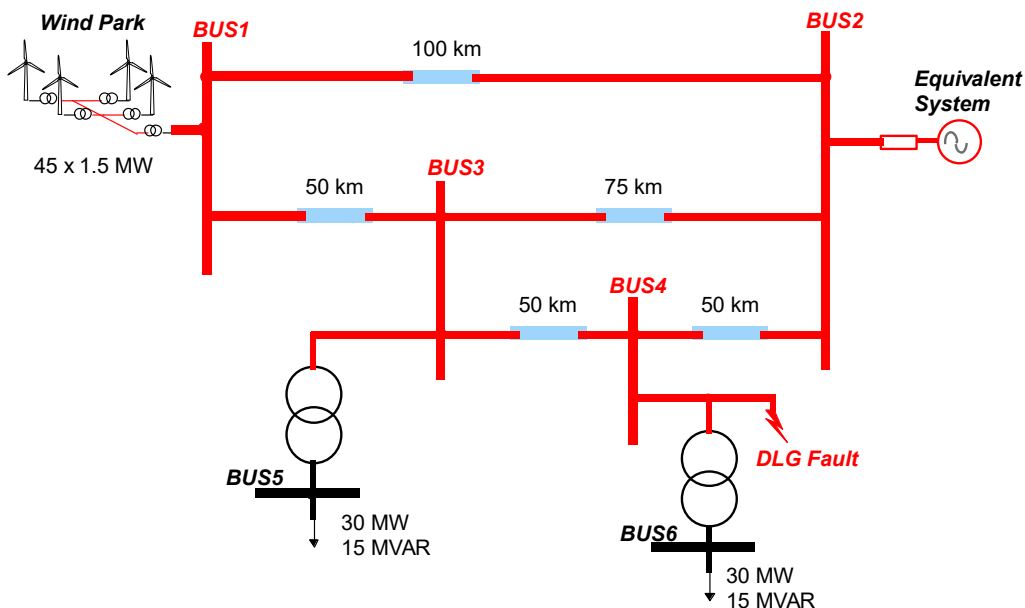 Wind Park
BUS1
BUS2
100 km
Equivalent
System
45 x 1.5 MW
BUS3
50 km
75 km
BUS4
50 km
50 km
DLG Fault
BUS5
30 MW
15 MVAR
BUS6
30 MW
15 MVAR